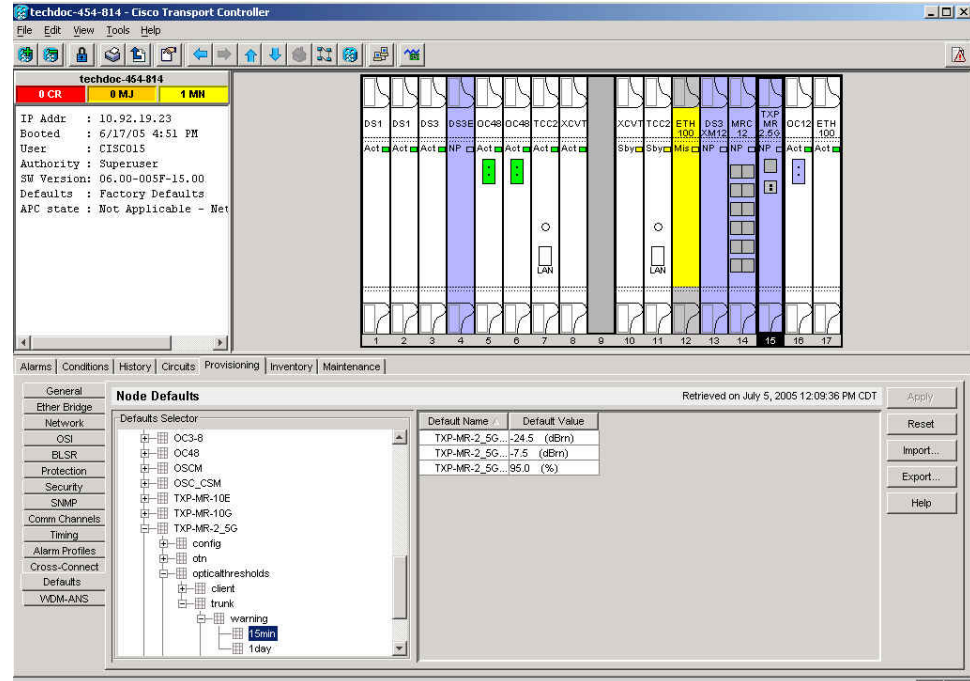 techdoc-454-814 - Cisco Transport Controller
File Edit View Tools Help
techdoc-454-814
0 CR 0 MJ 1 MN
IP Addr : 10.92.19.23
Booted : 6/17/05 4:51 PM
User : CISCO15
Authority : Superuser
SW Version: 06.00-005F-15.00
Defaults : Factory Defaults
APC state : Not Applicable - Net
DS1 DS1 DS3 DS3E OC48 OC48 TCC2 XCVT XCVT TCC2 ETH 100 DS3 XM12 MRC 12 TXP MR 2.5G OC12 ETH 100
Act Act Act NP Act Act Act Act Sby Sby Mis NP NP NP Act Act
LAN LAN
1 2 3 4 5 6 7 8 9 10 11 12 13 14 15 16 17
Alarms Conditions History Circuits Provisioning Inventory Maintenance
General
Ether Bridge
Network
OSI
BLSR
Protection
Security
SNMP
Comm Channels
Timing
Alarm Profiles
Cross-Connect
Defaults
WDM-ANS
Node Defaults
Retrieved on July 5, 2005 12:09:36 PM CDT
Defaults Selector
OC3-8
OC48
OSCM
OSC_CSM
TXP-MR-10E
TXP-MR-10G
TXP-MR-2_5G
config
otn
opticalthresholds
client
trunk
warning
15min
1day
Default Name Default Value
TXP-MR-2_5G... -24.5 (dBm)
TXP-MR-2_5G... -7.5 (dBm)
TXP-MR-2_5G... 95.0 (%)
Apply
Reset
Import...
Export...
Help